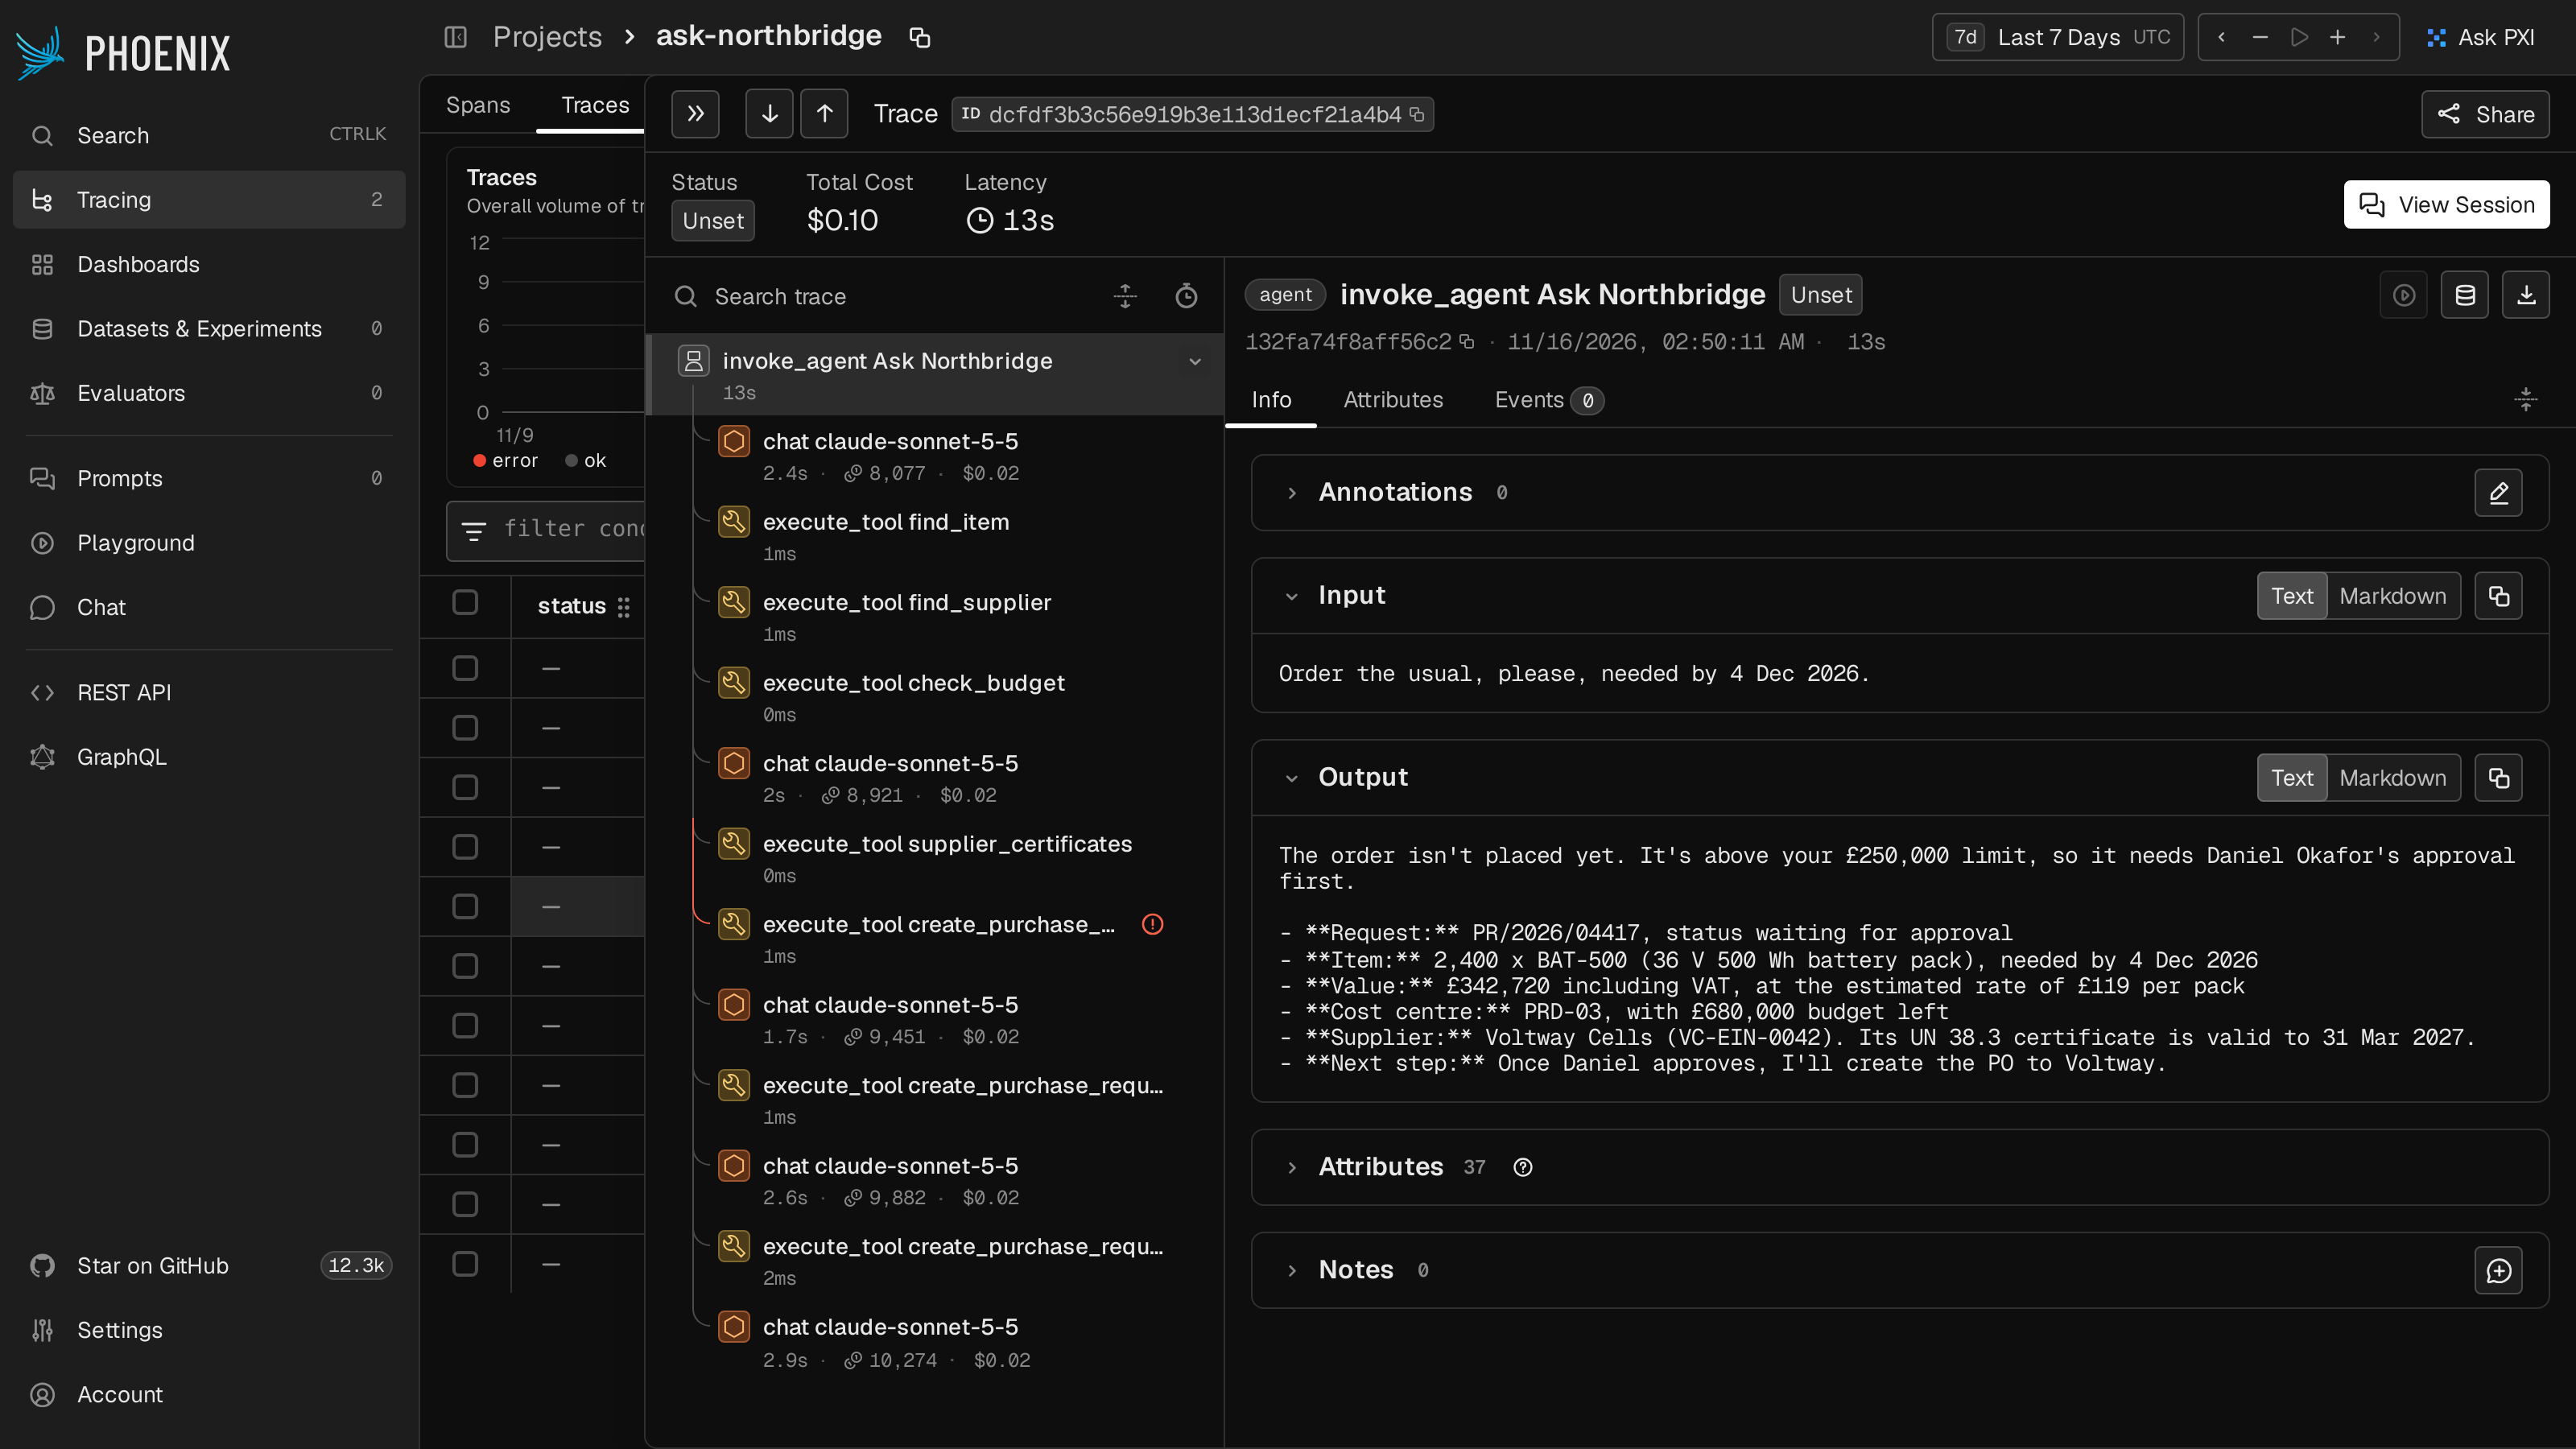 PHOENIX
Search CTRLK
Tracing 2
Dashboards
Datasets & Experiments 0
Evaluators 0
Prompts 0
Playground
Chat
REST API
GraphQL
Star on GitHub 12.3k
Settings
Account
Projects › ask-northbridge
7d Last 7 Days UTC
Ask PXI
Spans Traces
Traces
Overall volume of tr
12
9
6
3
0
11/9
error ok
filter cond
status
—
—
—
—
—
—
—
—
—
—
—
Trace ID dcfdf3b3c56e919b3e113d1ecf21a4b4
Share
Status Total Cost Latency
Unset $0.10 13s
View Session
Search trace
invoke_agent Ask Northbridge
13s
chat claude-sonnet-5-5
2.4s · 8,077 · $0.02
execute_tool find_item
1ms
execute_tool find_supplier
1ms
execute_tool check_budget
0ms
chat claude-sonnet-5-5
2s · 8,921 · $0.02
execute_tool supplier_certificates
0ms
execute_tool create_purchase_...
1ms
chat claude-sonnet-5-5
1.7s · 9,451 · $0.02
execute_tool create_purchase_requ...
1ms
chat claude-sonnet-5-5
2.6s · 9,882 · $0.02
execute_tool create_purchase_requ...
2ms
chat claude-sonnet-5-5
2.9s · 10,274 · $0.02
agent invoke_agent Ask Northbridge Unset
132fa74f8aff56c2 · 11/16/2026, 02:50:11 AM · 13s
Info Attributes Events 0
Annotations 0
Input Text Markdown
Order the usual, please, needed by 4 Dec 2026.
Output Text Markdown
The order isn't placed yet. It's above your £250,000 limit, so it needs Daniel Okafor's approval
first.
- **Request:** PR/2026/04417, status waiting for approval
- **Item:** 2,400 x BAT-500 (36 V 500 Wh battery pack), needed by 4 Dec 2026
- **Value:** £342,720 including VAT, at the estimated rate of £119 per pack
- **Cost centre:** PRD-03, with £680,000 budget left
- **Supplier:** Voltway Cells (VC-EIN-0042). Its UN 38.3 certificate is valid to 31 Mar 2027.
- **Next step:** Once Daniel approves, I'll create the PO to Voltway.
Attributes 37
Notes 0